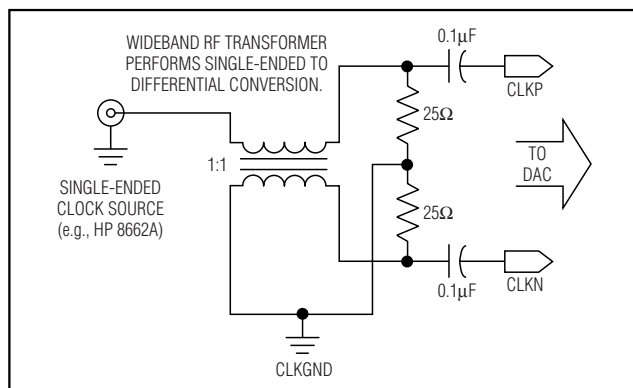 WIDEBAND RF TRANSFORMER
PERFORMS SINGLE-ENDED TO
DIFFERENTIAL CONVERSION.
0.1μF
CLKP
25Ω
1:1
TO
DAC
SINGLE-ENDED
CLOCK SOURCE
(e.g., HP 8662A)
25Ω
0.1μF
CLKN
CLKGND